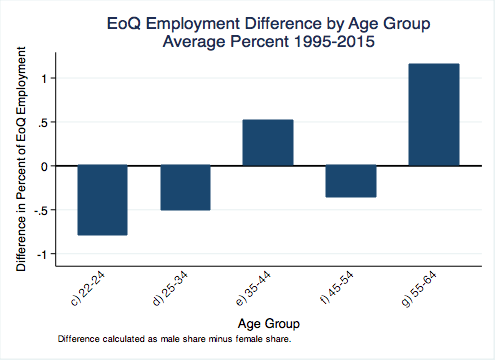 EoQ Employment Difference by Age Group
Average Percent 1995-2015
Difference in Percent of EoQ Employment
1
.5
0
-.5
-1
c) 22-24
d) 25-34
e) 35-44
f) 45-54
g) 55-64
Age Group
Difference calculated as male share minus female share.